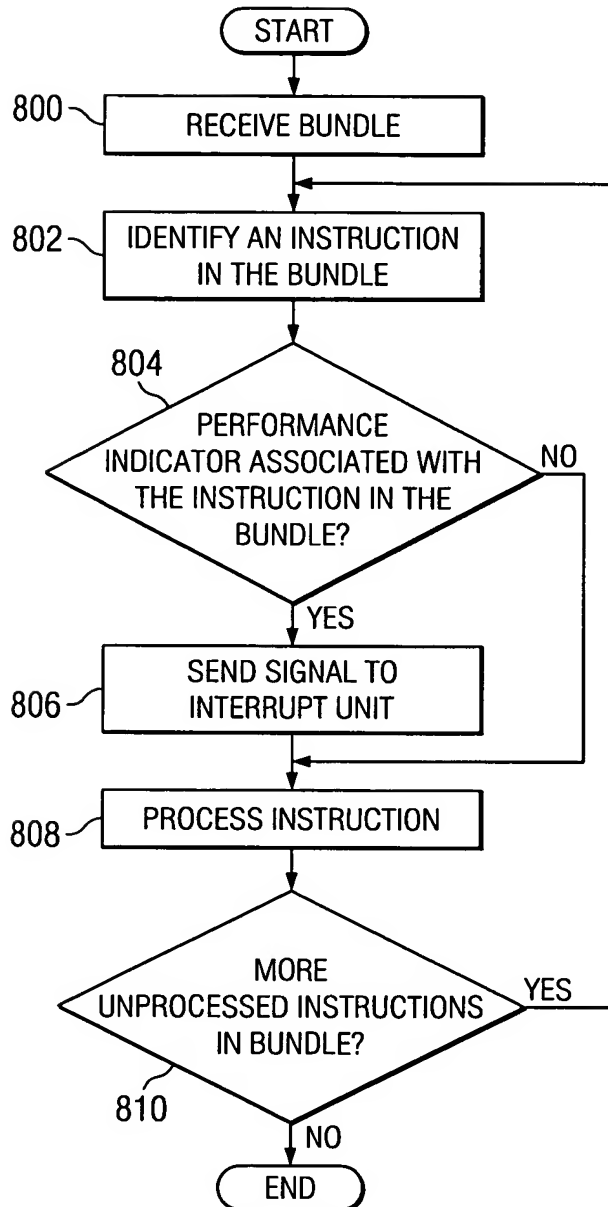 START
800
RECEIVE BUNDLE
802
IDENTIFY AN INSTRUCTION
IN THE BUNDLE
804
PERFORMANCE
INDICATOR ASSOCIATED WITH
THE INSTRUCTION IN THE
BUNDLE?
NO
YES
806
SEND SIGNAL TO
INTERRUPT UNIT
808
PROCESS INSTRUCTION
MORE
UNPROCESSED INSTRUCTIONS
IN BUNDLE?
YES
810
NO
END